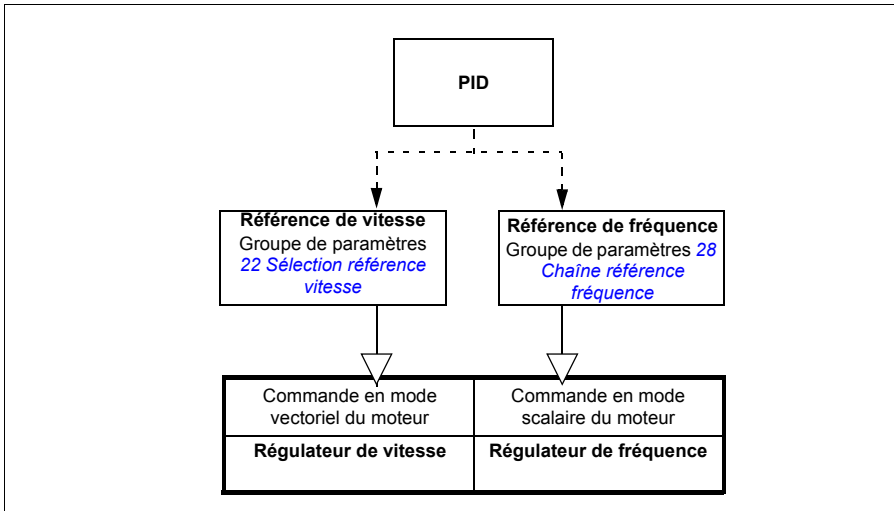 PID
Référence de vitesse
Groupe de paramètres
22 Sélection référence
vitesse
Référence de fréquence
Groupe de paramètres 28
Chaîne référence
fréquence
Commande en mode
vectoriel du moteur
Commande en mode
scalaire du moteur
Régulateur de vitesse
Régulateur de fréquence